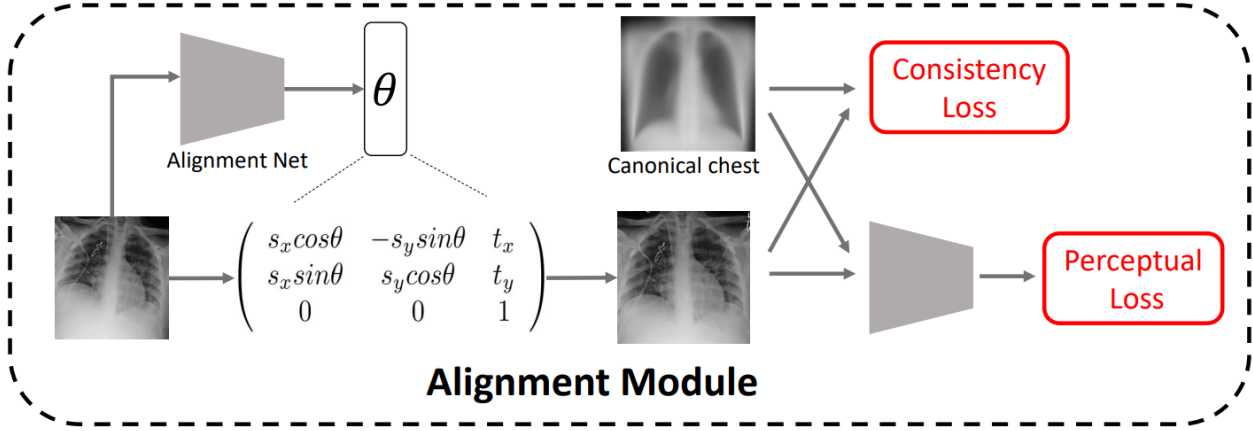 θ
Alignment Net
Canonical chest
Consistency
Loss
s_x cosθ −s_y sinθ t_x
s_x sinθ s_y cosθ t_y
0 0 1
Perceptual
Loss
Alignment Module